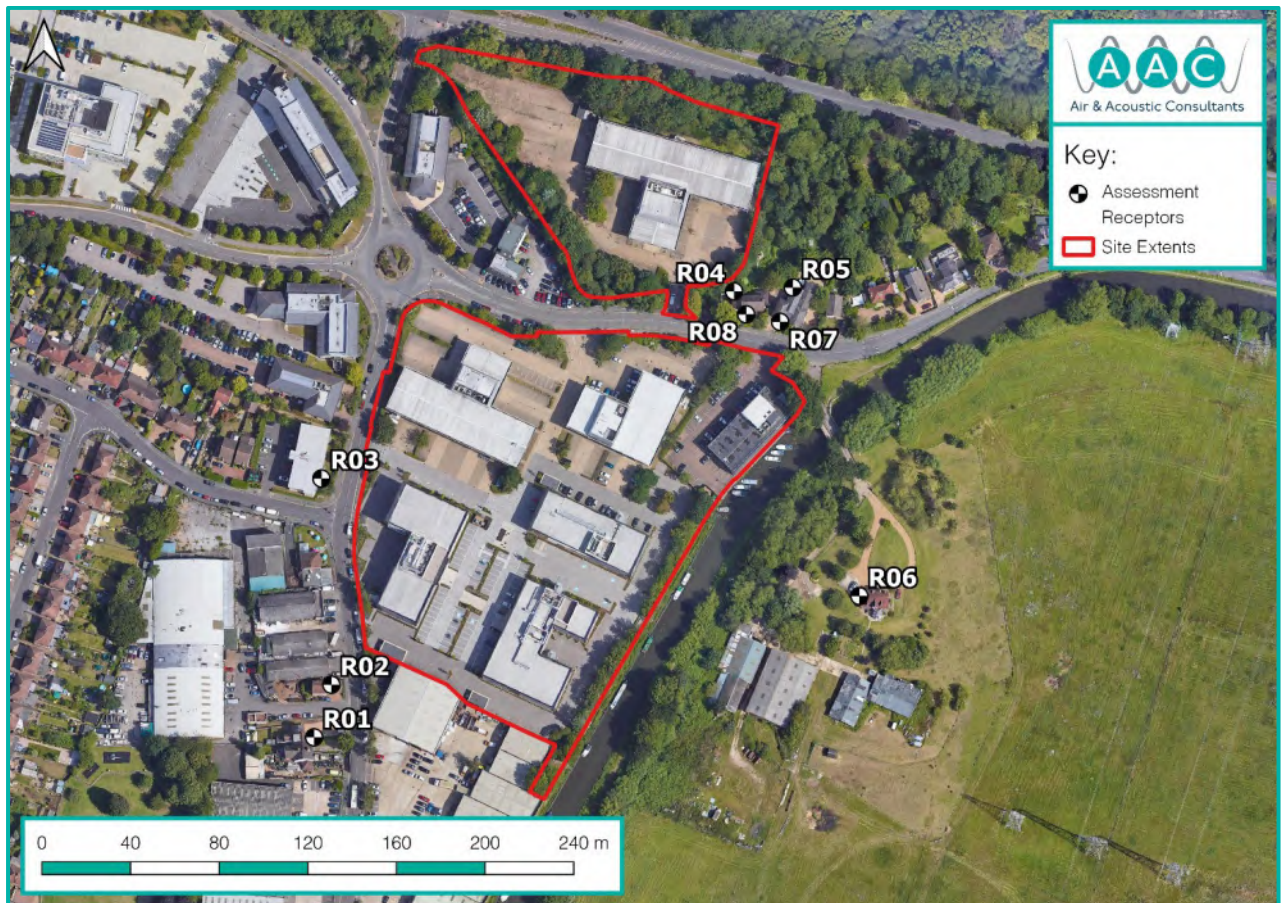 AAC
Air & Acoustic Consultants
Key:
Assessment
Receptors
Site Extents
R04
R05
R08
R07
R03
R06
R02
R01
0 40 80 120 160 200 240 m